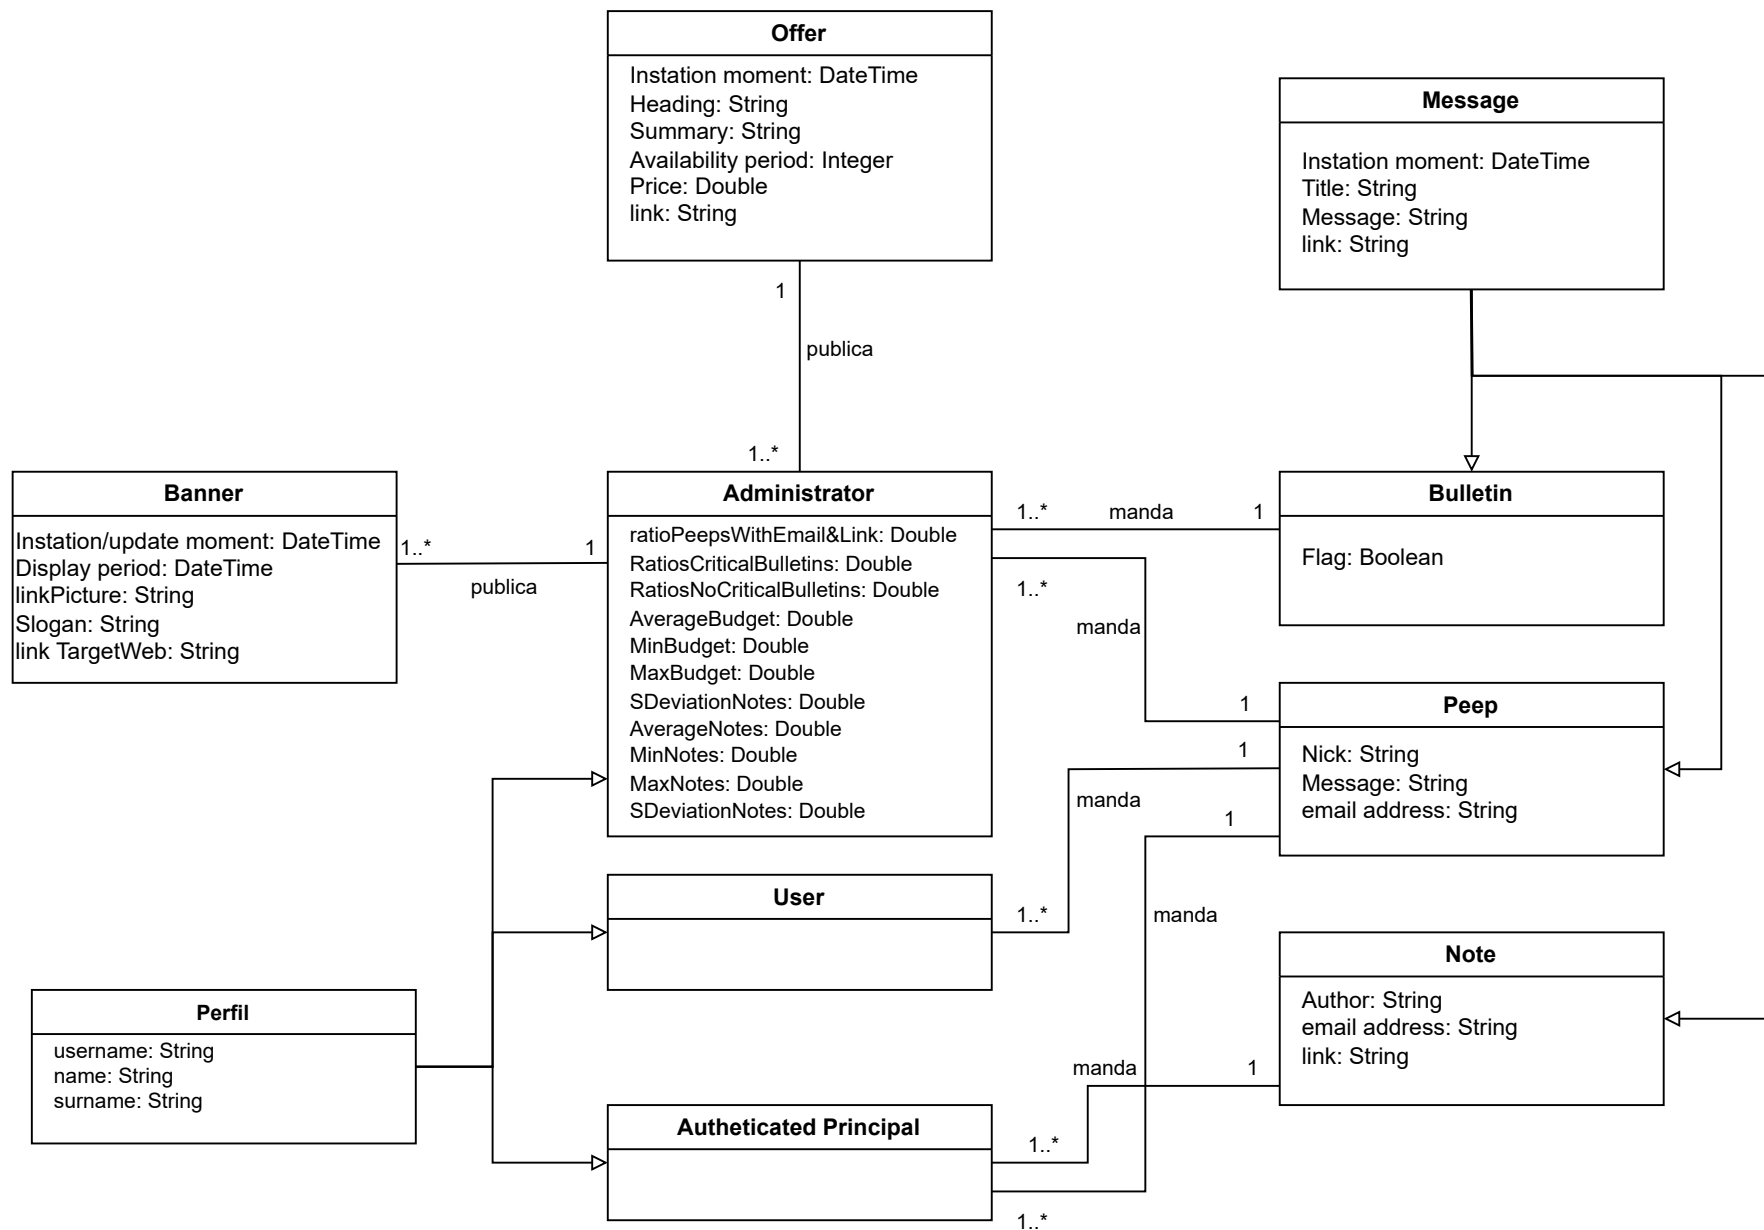 Offer
Instation moment: DateTime
Heading: String
Summary: String
Availability period: Integer
Price: Double
link: String
Message
Instation moment: DateTime
Title: String
Message: String
link: String
1
publica
1..*
Banner
Instation/update moment: DateTime
Display period: DateTime
linkPicture: String
Slogan: String
link TargetWeb: String
1..*
1
publica
Administrator
ratioPeepsWithEmail&Link: Double
RatiosCriticalBulletins: Double
RatiosNoCriticalBulletins: Double
AverageBudget: Double
MinBudget: Double
MaxBudget: Double
SDeviationNotes: Double
AverageNotes: Double
MinNotes: Double
MaxNotes: Double
SDeviationNotes: Double
1..*
manda
1
Bulletin
Flag: Boolean
1..*
manda
1
Peep
Nick: String
Message: String
email address: String
1
manda
1
User
1..*
manda
Note
Author: String
email address: String
link: String
Perfil
username: String
name: String
surname: String
manda
1
Autheticated Principal
1..*
1..*